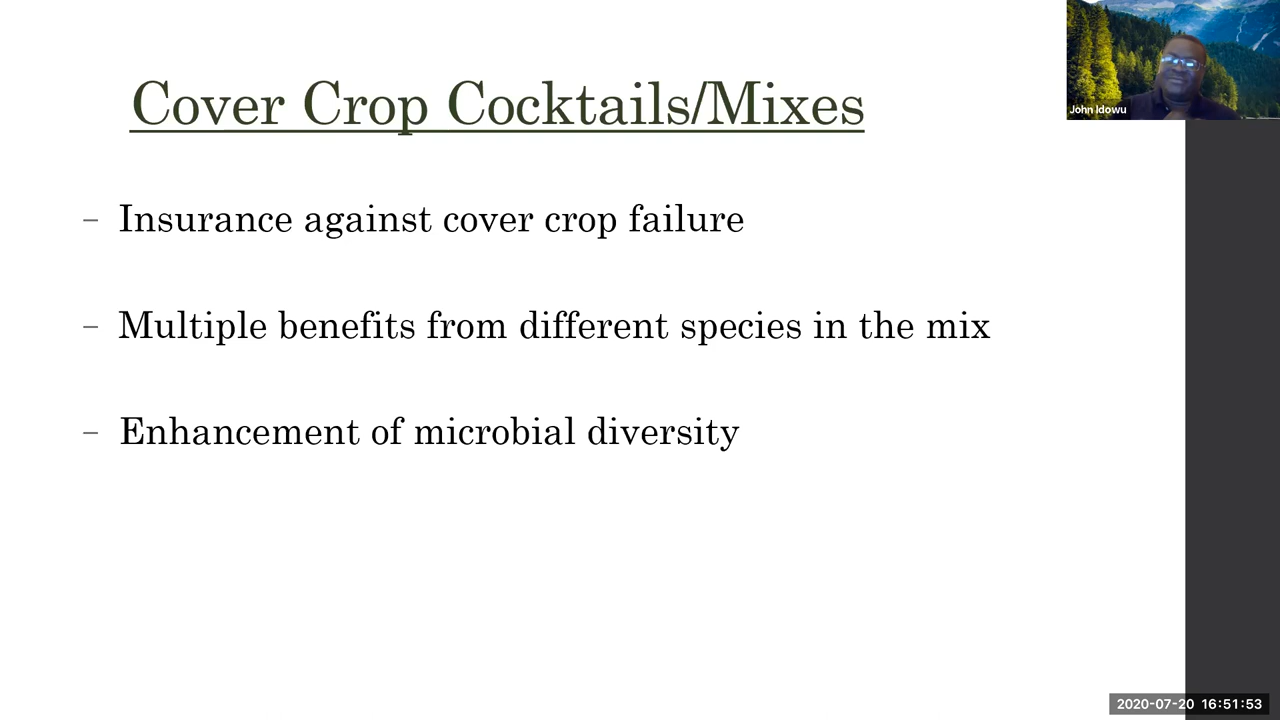 Cover Crop Cocktails/Mixes
John Idowu
– Insurance against cover crop failure
– Multiple benefits from different species in the mix
– Enhancement of microbial diversity
2020-07-20 16:51:53